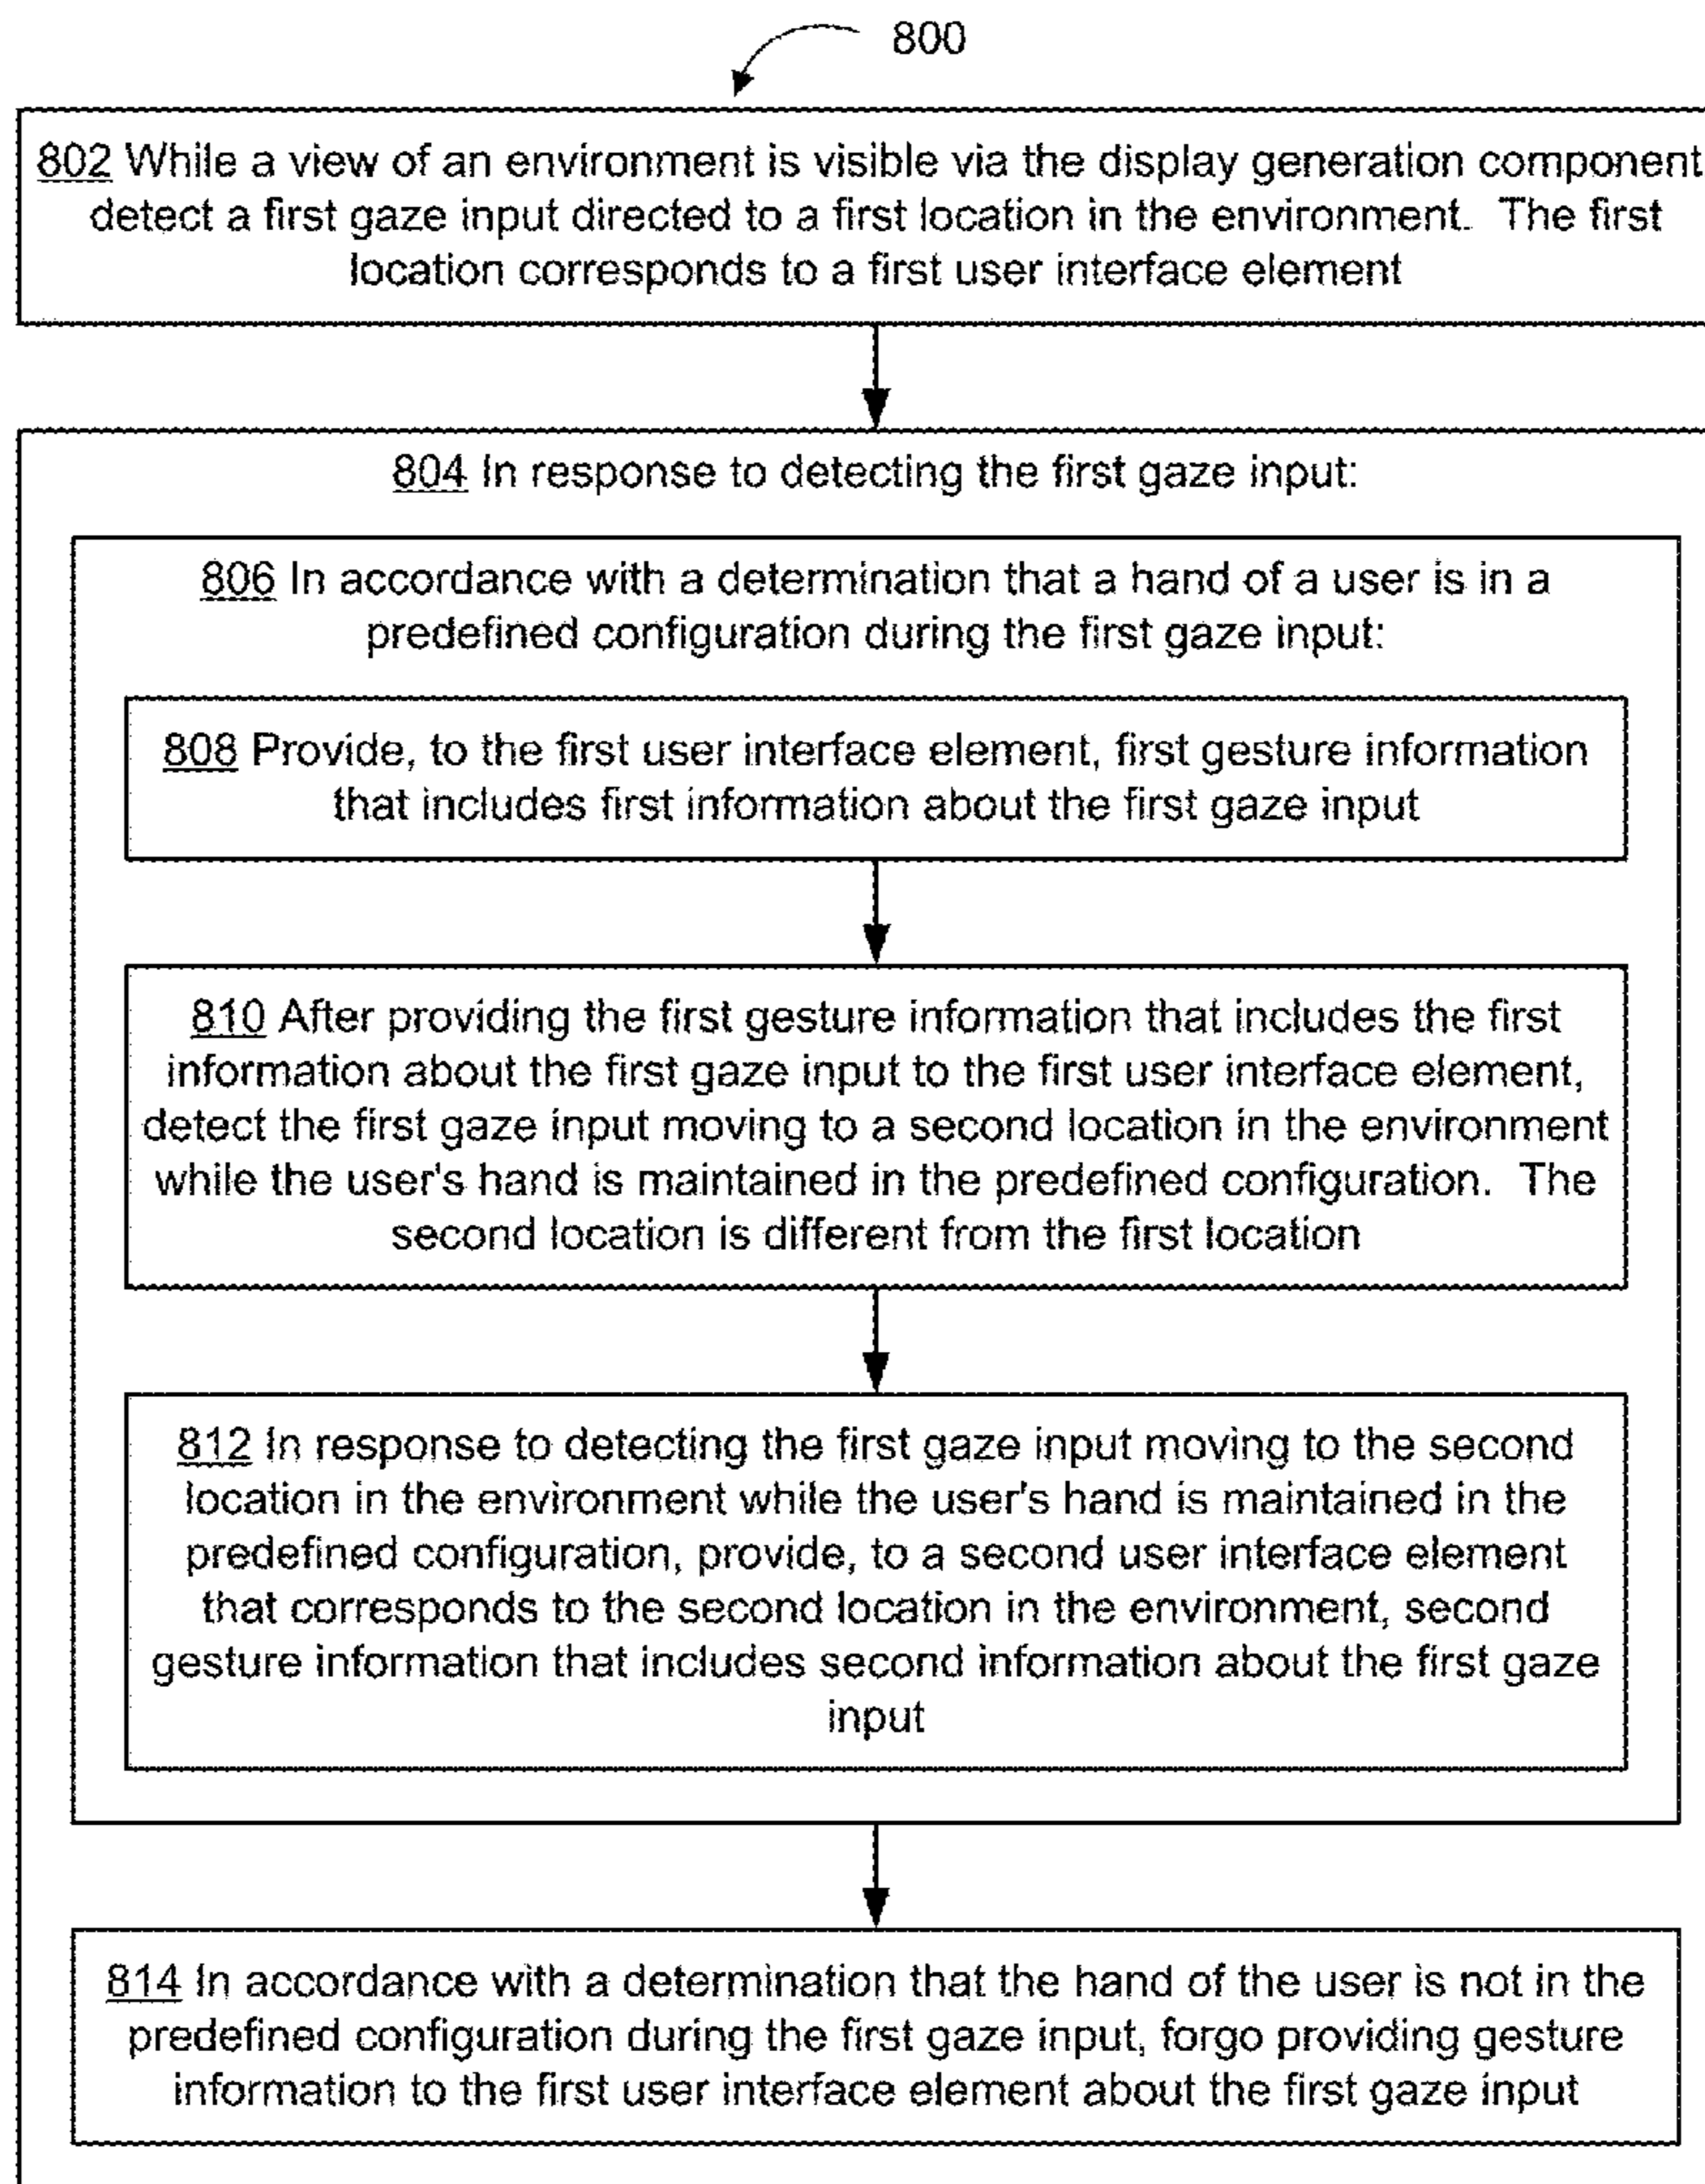 800
802 While a view of an environment is visible via the display generation component
detect a first gaze input directed to a first location in the environment. The first
location corresponds to a first user interface element
804 In response to detecting the first gaze input:
806 In accordance with a determination that a hand of a user is in a
predefined configuration during the first gaze input:
808 Provide, to the first user interface element, first gesture information
that includes first information about the first gaze input
810 After providing the first gesture information that includes the first
information about the first gaze input to the first user interface element,
detect the first gaze input moving to a second location in the environment
while the user's hand is maintained in the predefined configuration. The
second location is different from the first location
812 In response to detecting the first gaze input moving to the second
location in the environment while the user's hand is maintained in the
predefined configuration, provide, to a second user interface element
that corresponds to the second location in the environment, second
gesture information that includes second information about the first gaze
input
814 In accordance with a determination that the hand of the user is not in the
predefined configuration during the first gaze input, forgo providing gesture
information to the first user interface element about the first gaze input